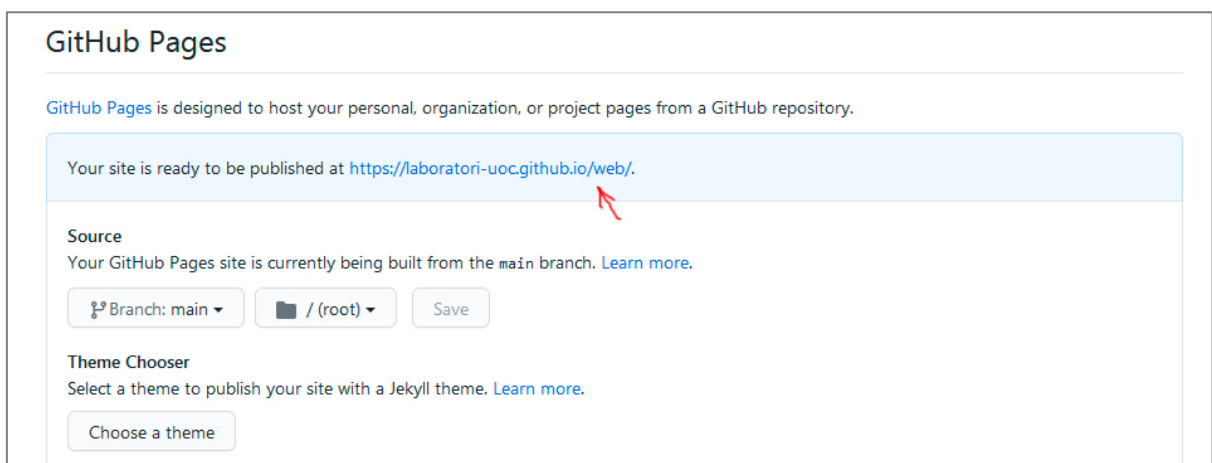 GitHub Pages
GitHub Pages is designed to host your personal, organization, or project pages from a GitHub repository.
Your site is ready to be published at https://laboratori-uoc.github.io/web/.
Source
Your GitHub Pages site is currently being built from the main branch. Learn more.
Branch: main / (root) Save
Theme Chooser
Select a theme to publish your site with a Jekyll theme. Learn more.
Choose a theme